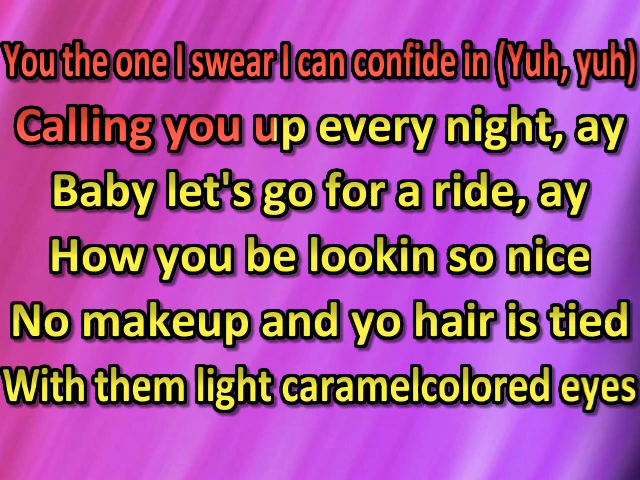 You the one I swear I can confide in (Yuh, yuh)
Calling you up every night, ay
Baby let's go for a ride, ay
How you be lookin so nice
No makeup and yo hair is tied
With them light caramelcolored eyes